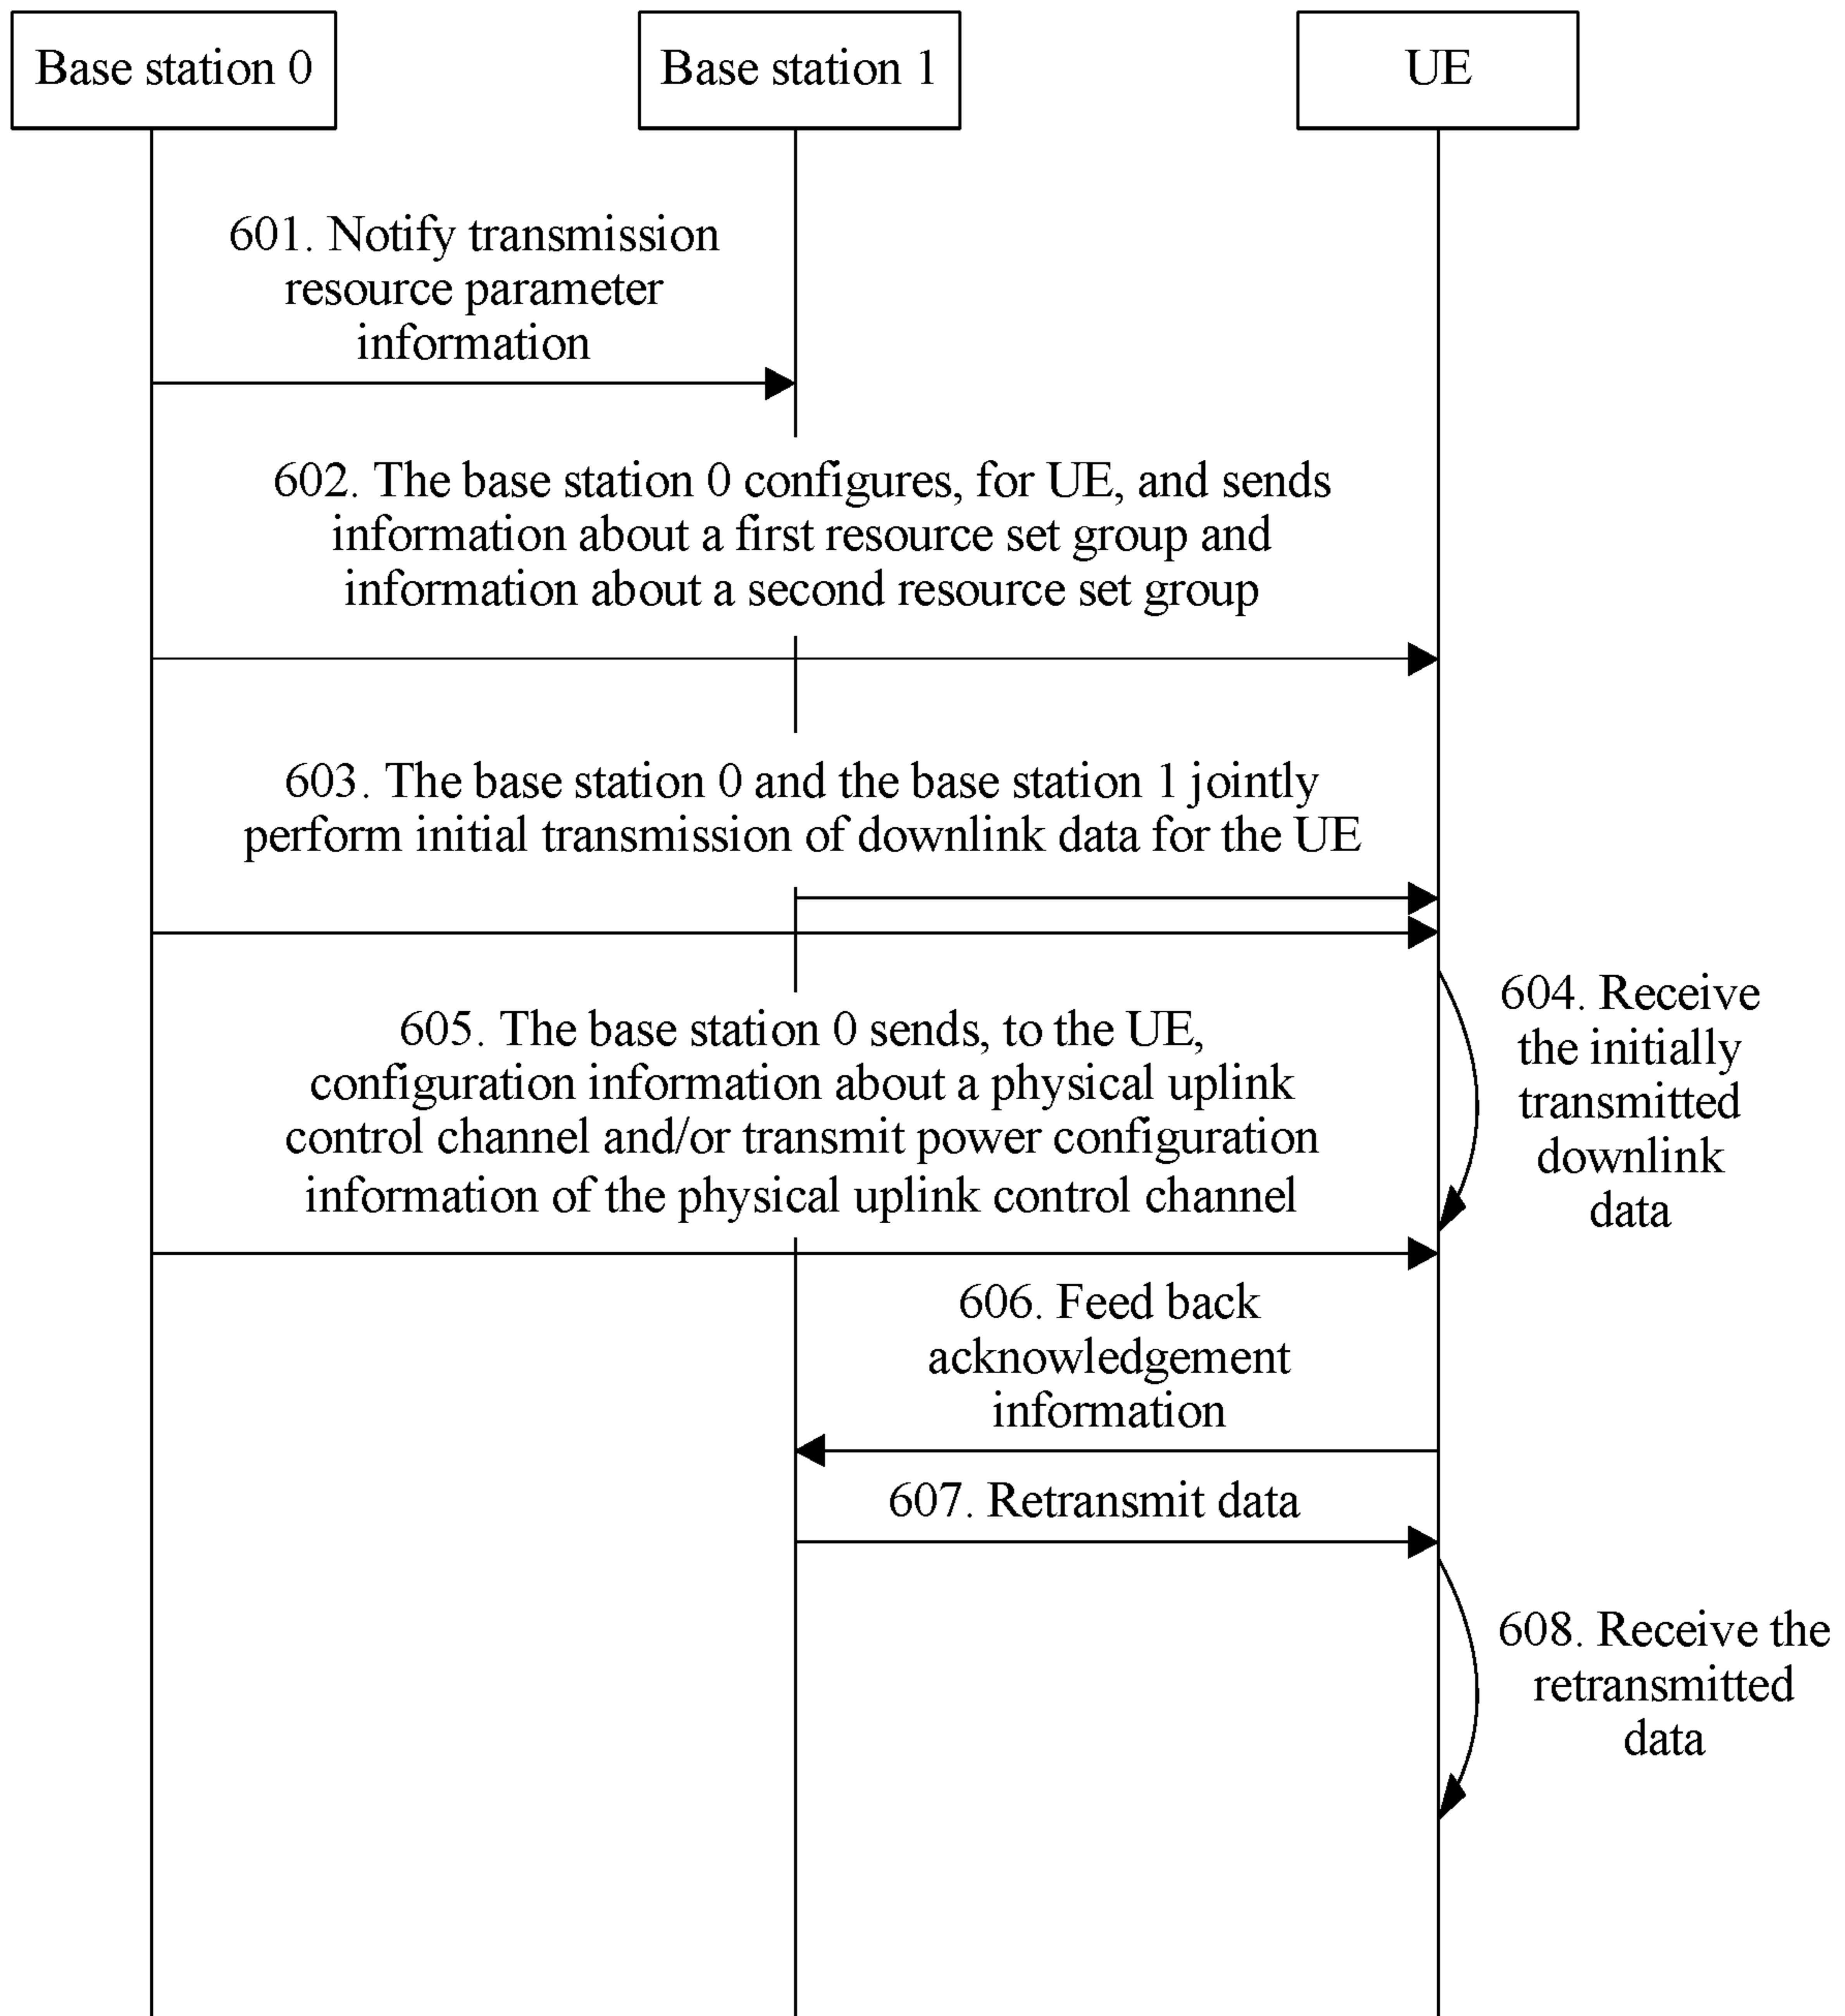 Base station 0
Base station 1
UE
601. Notify transmission
resource parameter
information
602. The base station 0 configures, for UE, and sends
information about a first resource set group and
information about a second resource set group
603. The base station 0 and the base station 1 jointly
perform initial transmission of downlink data for the UE
604. Receive
the initially
transmitted
downlink
data
605. The base station 0 sends, to the UE,
configuration information about a physical uplink
control channel and/or transmit power configuration
information of the physical uplink control channel
606. Feed back
acknowledgement
information
607. Retransmit data
608. Receive the
retransmitted
data